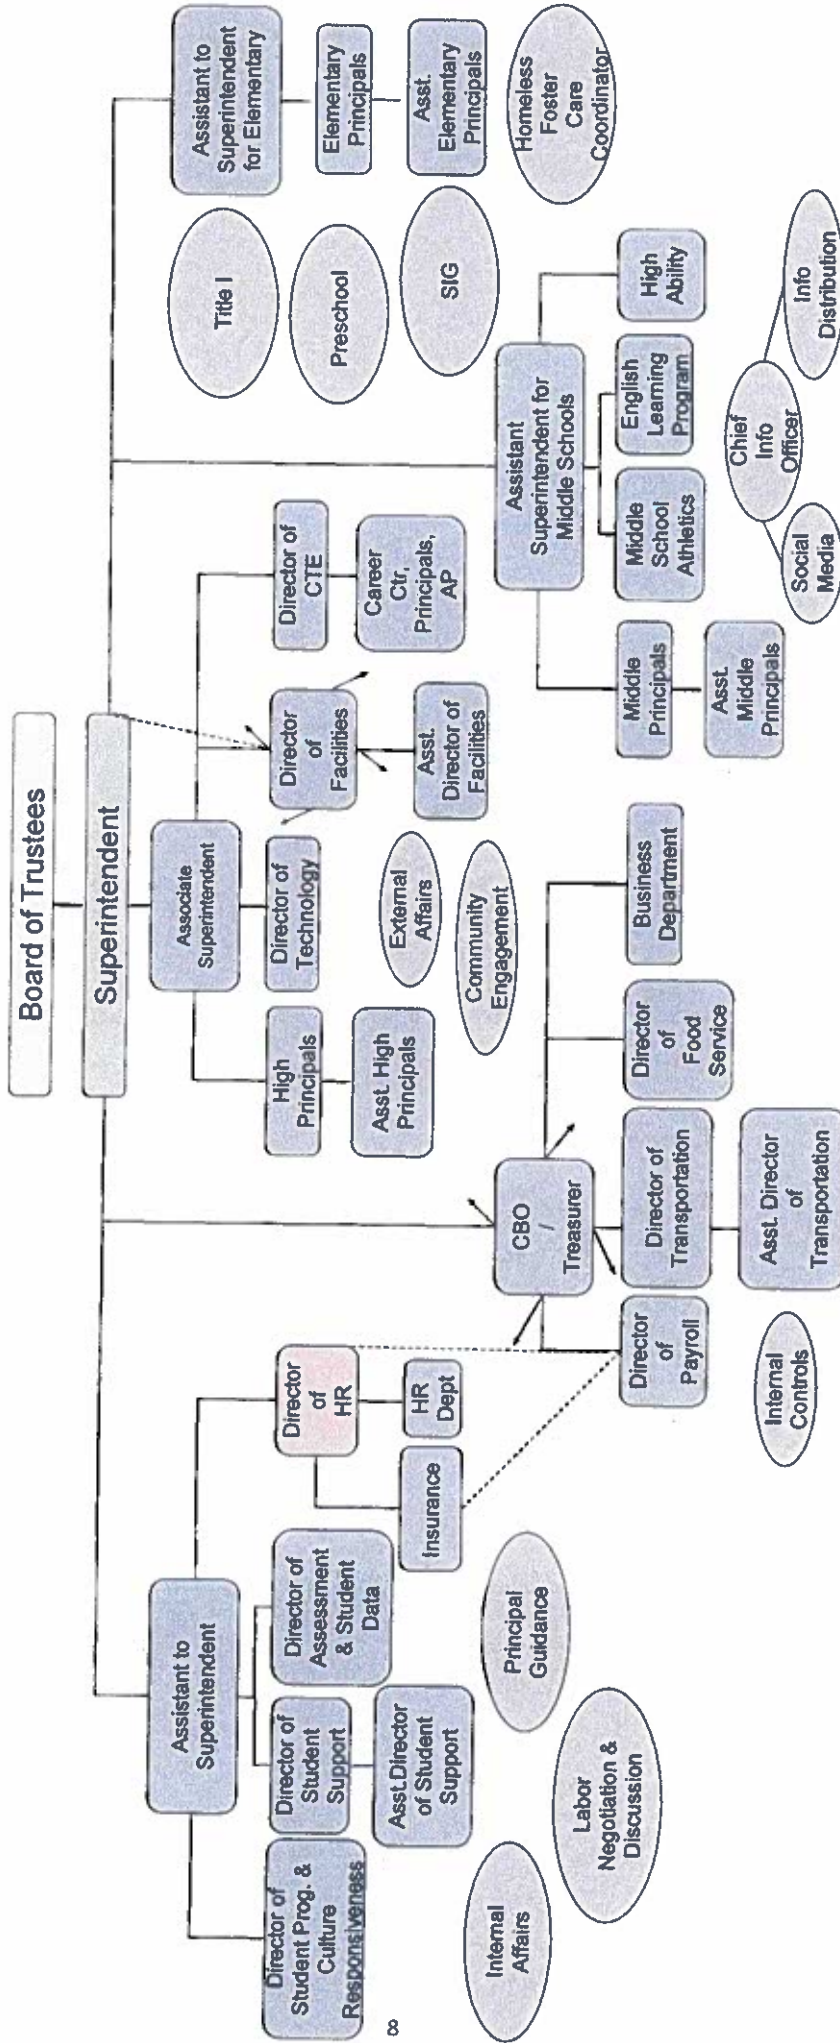 Board of Trustees
Superintendent
Assistant to
Superintendent
Director of
Student Prog. &
Culture
Responsiveness
Director of
Student
Support
Asst.Director
of Student
Support
Director of
Assessment
& Student
Data
Director
of
HR
Insurance
HR
Dept
Internal
Affairs
Labor
Negotiation &
Discussion
Principal
Guidance
CBO
/
Treasurer
Director
of
Payroll
Director of
Transportation
Asst. Director
of
Transportation
Director
of
Food
Service
Business
Department
Internal
Controls
Associate
Superintendent
High
Principals
Asst. High
Principals
Director of
Technology
Director
of
Facilities
Asst.
Director of
Facilities
Director of
CTE
Career
Ctr,
Principals,
AP
External
Affairs
Community
Engagement
Assistant
Superintendent for
Middle Schools
Middle
Principals
Asst.
Middle
Principals
Middle
School
Athletics
English
Learning
Program
High
Ability
Social
Media
Chief
Info
Officer
Info
Distribution
Assistant to
Superintendent
for Elementary
Elementary
Principals
Asst.
Elementary
Principals
Title I
Preschool
SIG
Homeless
Foster
Care
Coordinator
8